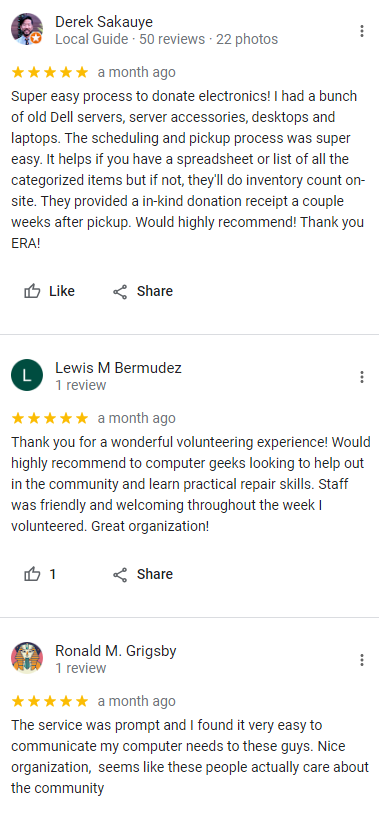 Derek Sakauye
Local Guide · 50 reviews · 22 photos
a month ago
Super easy process to donate electronics! I had a bunch
of old Dell servers, server accessories, desktops and
laptops. The scheduling and pickup process was super
easy. It helps if you have a spreadsheet or list of all the
categorized items but if not, they'll do inventory count on-
site. They provided a in-kind donation receipt a couple
weeks after pickup. Would highly recommend! Thank you
ERA!
Like Share
L
Lewis M Bermudez
1 review
a month ago
Thank you for a wonderful volunteering experience! Would
highly recommend to computer geeks looking to help out
in the community and learn practical repair skills. Staff
was friendly and welcoming throughout the week I
volunteered. Great organization!
1 Share
Ronald M. Grigsby
1 review
a month ago
The service was prompt and I found it very easy to
communicate my computer needs to these guys. Nice
organization,  seems like these people actually care about
the community